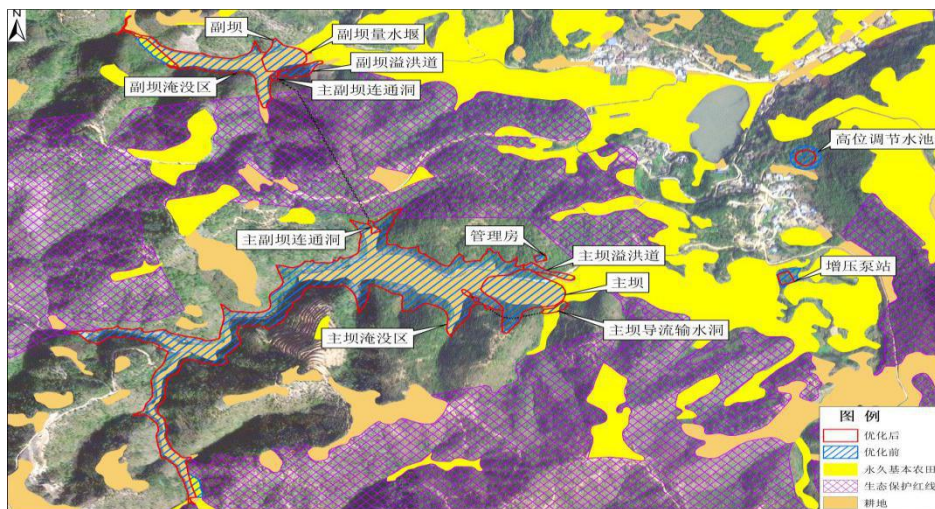 N
副坝
副坝量水堰
副坝溢洪道
副坝淹没区
主副坝连通洞
高位调节水池
主副坝连通洞
管理房
主坝溢洪道
增压泵站
主坝
主坝淹没区
主坝导流输水洞
图 例
优化后
优化前
永久基本农田
生态保护红线
耕地